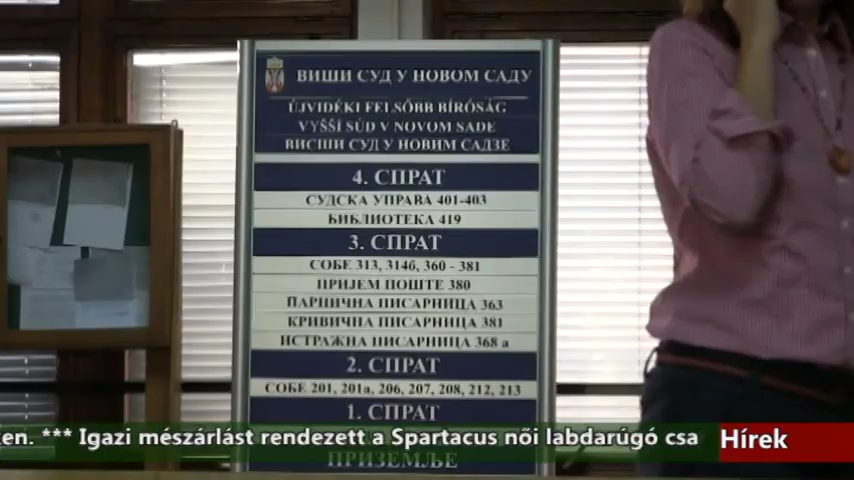 ВИШИ СУД У НОВОМ САДУ
ÚJVIDÉKI FELSŐBB BÍRÓSÁG
VYŠŠÍ SÚD V NOVOM SADE
ВИСШИ СУД У НОВИМ САДЗЕ
4. СПРАТ
СУДСКА УПРАВА 401-403
БИБЛИОТЕКА 419
3. СПРАТ
СОБЕ 313, 314б, 360 - 381
ПРИЈЕМ ПОШТЕ 380
ПАРНИЧНА ПИСАРНИЦА 363
КРИВИЧНА ПИСАРНИЦА 381
ИСТРАЖНА ПИСАРНИЦА 368 а
2. СПРАТ
СОБЕ 201, 201а, 206, 207, 208, 212, 213
1. СПРАТ
ken. *** Igazi mészárlást rendezett a Spartacus nõi labdarúgó csa
Hírek
ПРИЗЕМЉЕ